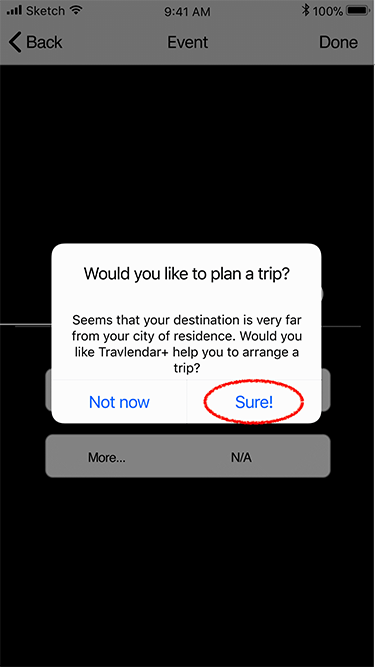 Sketch 9:41 AM 100%
Back Event Done
Would you like to plan a trip?
Seems that your destination is very far
from your city of residence. Would you
like Travlendar+ help you to arrange a
trip?
Not now Sure!
More... N/A